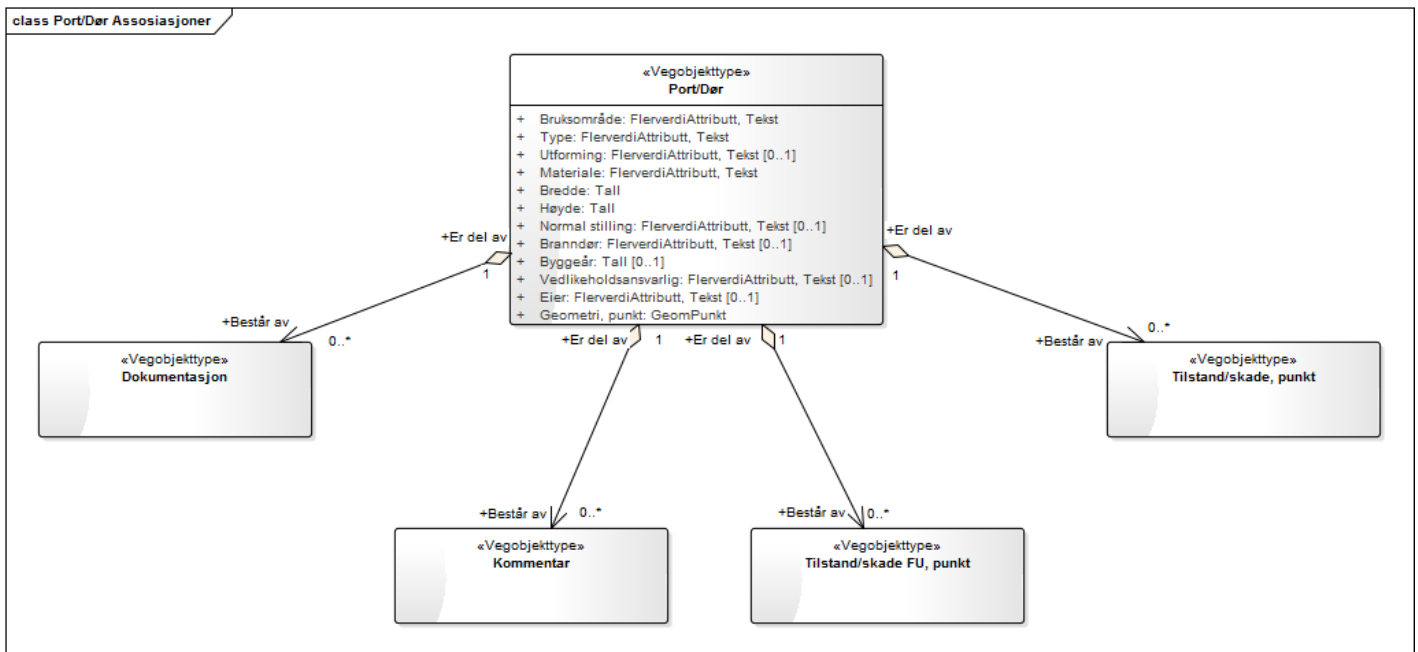 class Port/Dør Assosiasjoner
«Vegobjekttype»
Port/Dør
+ Bruksområde: FlerverdiAttributt, Tekst
+ Type: FlerverdiAttributt, Tekst
+ Utforming: FlerverdiAttributt, Tekst [0..1]
+ Materiale: FlerverdiAttributt, Tekst
+ Bredde: Tall
+ Høyde: Tall
+ Normal stilling: FlerverdiAttributt, Tekst [0..1]
+ Branndør: FlerverdiAttributt, Tekst [0..1]
+ Byggeår: Tall [0..1]
+ Vedlikeholdsansvarlig: FlerverdiAttributt, Tekst [0..1]
+ Eier: FlerverdiAttributt, Tekst [0..1]
+ Geometri, punkt: GeomPunkt
+Er del av
1
+Er del av
1
+Er del av
1
+Er del av
1
+Består av
0..*
«Vegobjekttype»
Dokumentasjon
+Består av
0..*
«Vegobjekttype»
Tilstand/skade, punkt
+Består av
0..*
«Vegobjekttype»
Kommentar
+Består av
0..*
«Vegobjekttype»
Tilstand/skade FU, punkt